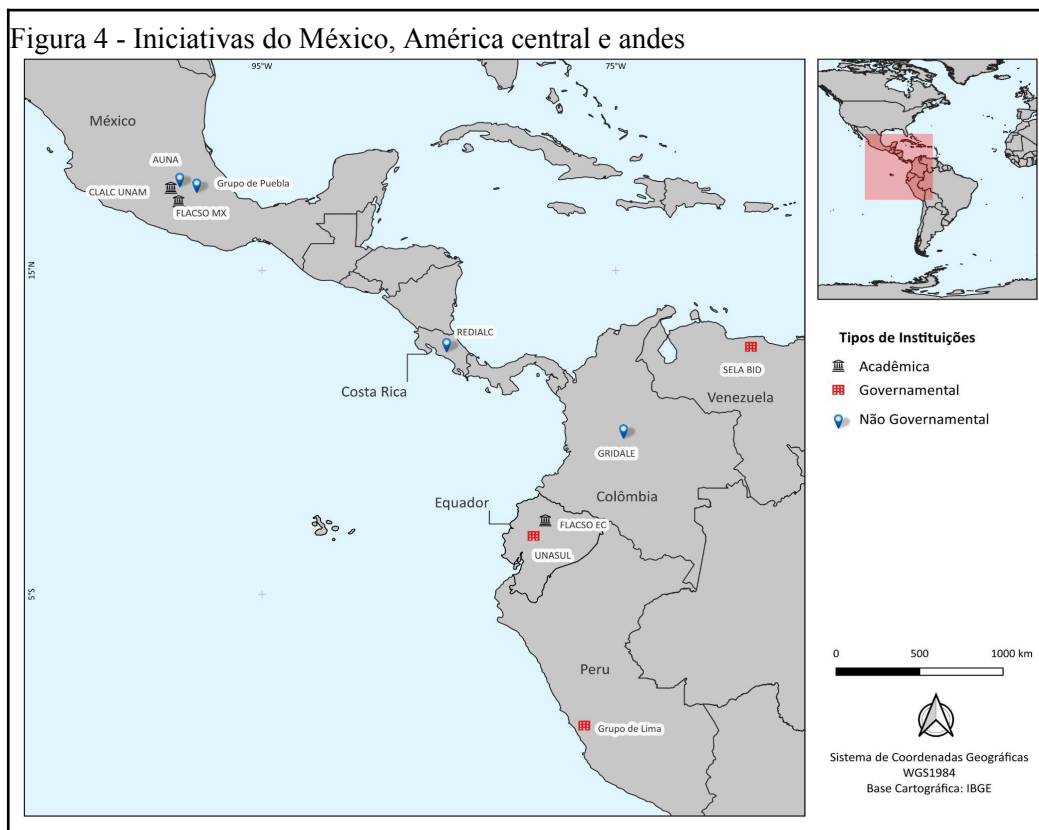 Figura 4 - Iniciativas do México, América central e andes
95°W
75°W
México
AUNA
CLALC UNAM
Grupo de Puebla
FLACSO MX
15°N
REDIALC
Costa Rica
SELA BID
Venezuela
GRIDALE
Colômbia
Equador
FLACSO EC
UNASUL
5°S
Peru
Grupo de Lima
Tipos de Instituições
Acadêmica
Governamental
Não Governamental
0 500 1000 km
Sistema de Coordenadas Geográficas
WGS1984
Base Cartográfica: IBGE